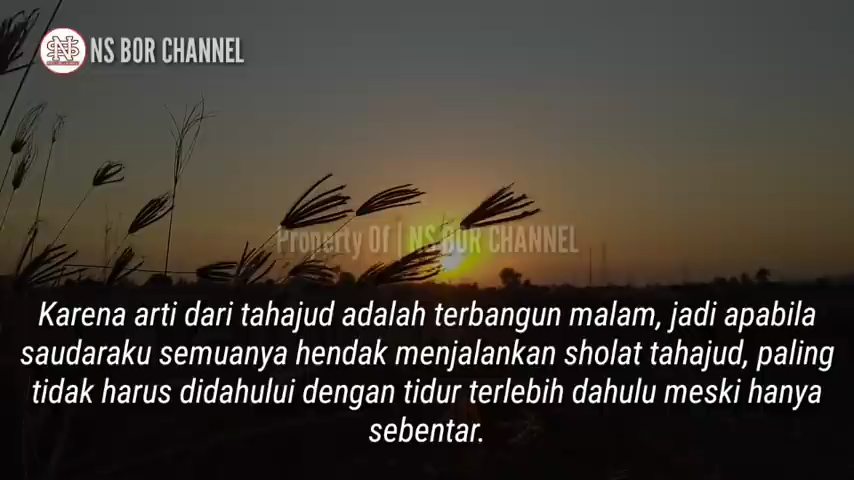 NS BOR CHANNEL
Property Of | NS BOR CHANNEL
Karena arti dari tahajud adalah terbangun malam, jadi apabila
saudaraku semuanya hendak menjalankan sholat tahajud, paling
tidak harus didahului dengan tidur terlebih dahulu meski hanya
sebentar.